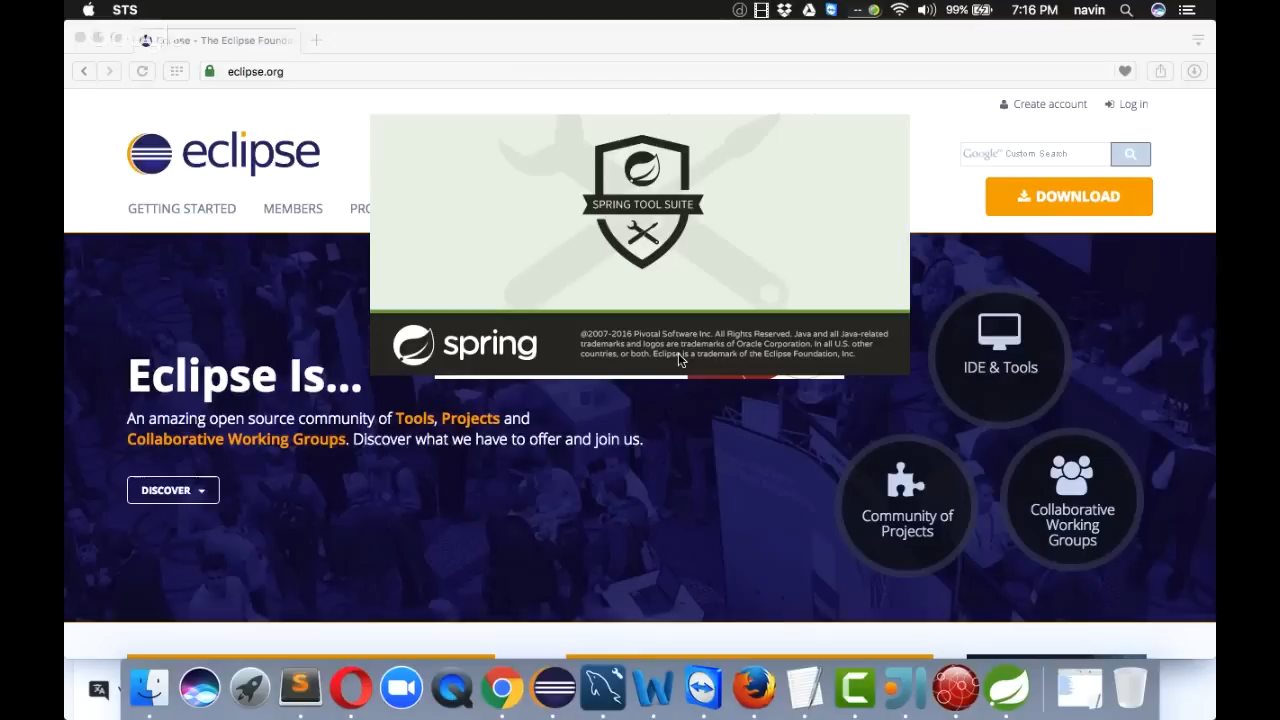 STS
99%
7:16 PM
navin
Eclipse - The Eclipse Founda
eclipse.org
Create account
Log in
eclipse
Google™ Custom Search
DOWNLOAD
GETTING STARTED
MEMBERS
PRO
SPRING TOOL SUITE
spring
@2007-2016 Pivotal Software Inc. All Rights Reserved. Java and all Java-related
trademarks and logos are trademarks of Oracle Corporation. In all U.S. other
countries, or both. Eclipse is a trademark of the Eclipse Foundation, Inc.
Eclipse Is...
An amazing open source community of Tools, Projects and
Collaborative Working Groups. Discover what we have to offer and join us.
DISCOVER
IDE & Tools
Community of
Projects
Collaborative
Working
Groups